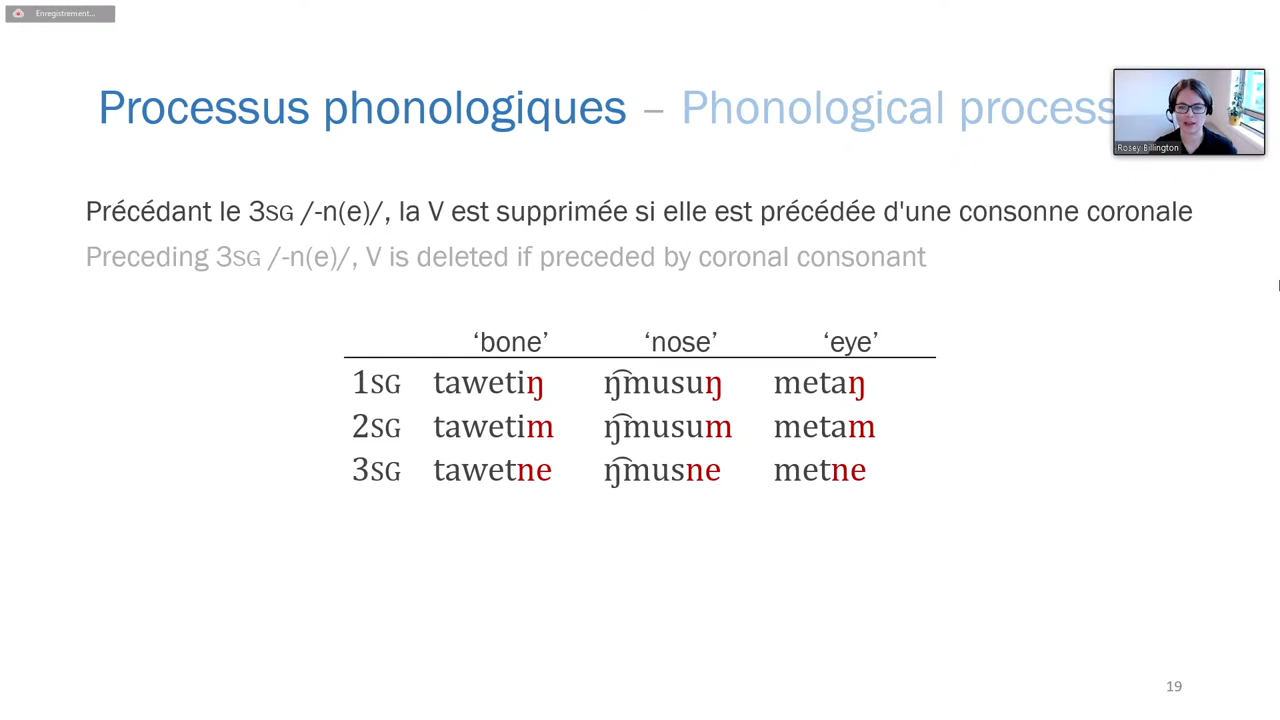 Enregistrement...
Processus phonologiques – Phonological process
Rosey Billington
Précédant le 3SG /-n(e)/, la V est supprimée si elle est précédée d'une consonne coronale
Preceding 3SG /-n(e)/, V is deleted if preceded by coronal consonant
‘bone’ ‘nose’ ‘eye’
1SG tawetiŋ ŋ͡musuŋ metaŋ
2SG tawetim ŋ͡musum metam
3SG tawetne ŋ͡musne metne
19